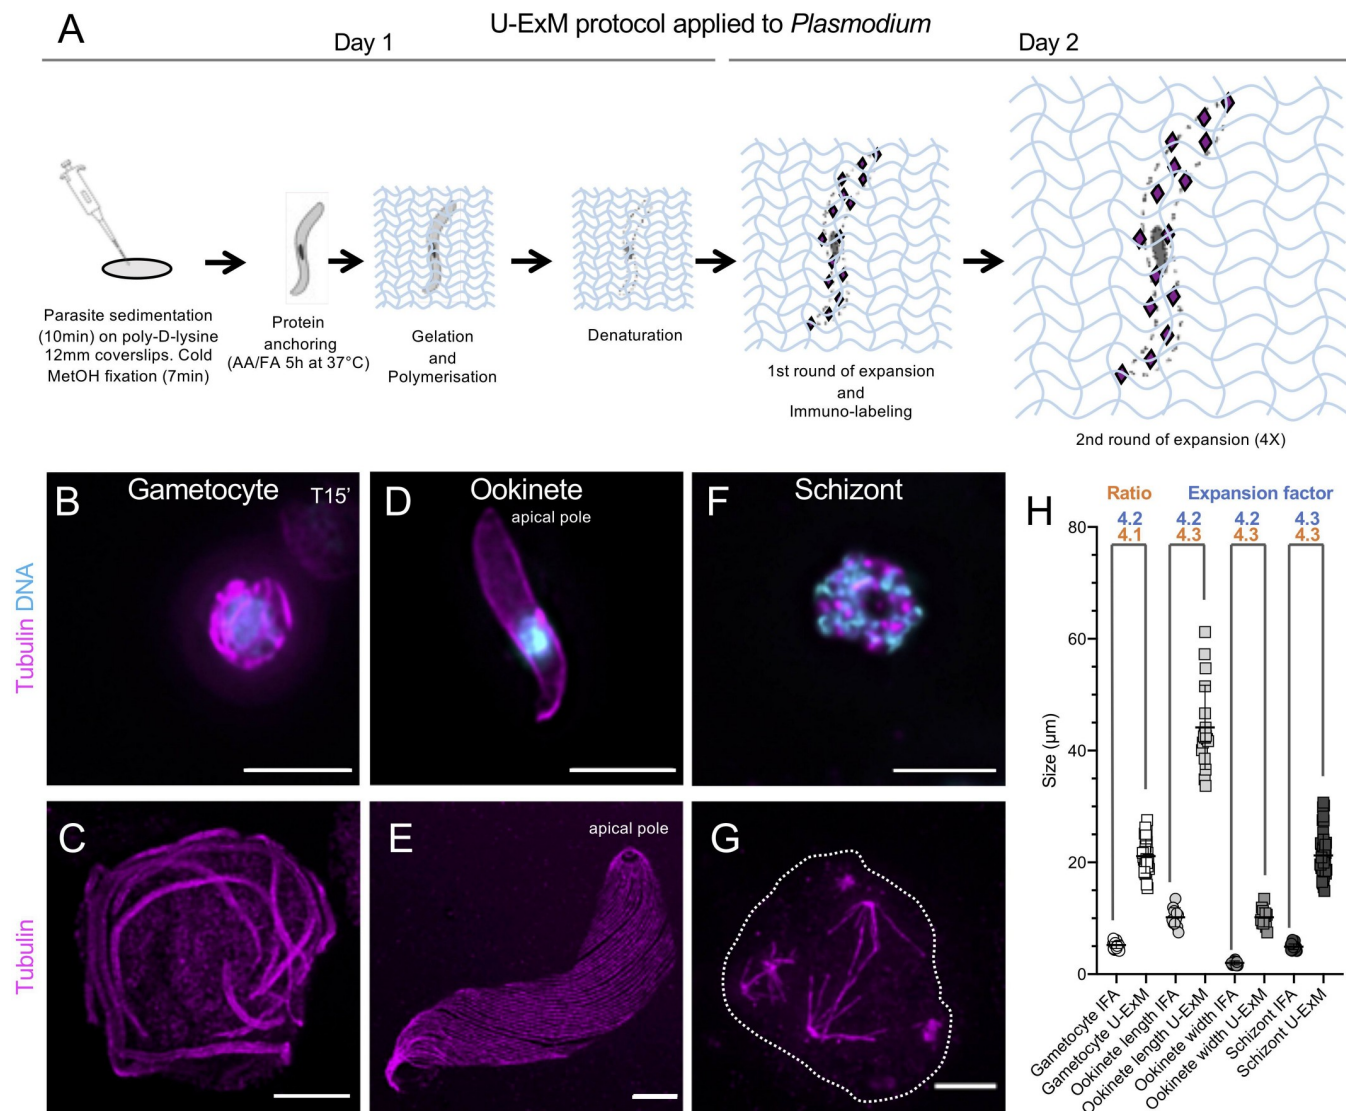 A
U-ExM protocol applied to Plasmodium
Day 1
Day 2
Parasite sedimentation
(10min) on poly-D-lysine
12mm coverslips. Cold
MetOH fixation (7min)
Protein
anchoring
(AA/FA 5h at 37°C)
Gelation
and
Polymerisation
Denaturation
1st round of expansion
and
Immuno-labeling
2nd round of expansion (4X)
Tubulin DNA
B
Gametocyte
T15'
D
Ookinete
apical pole
F
Schizont
Tubulin
C
E
apical pole
G
H
Ratio
Expansion factor
4.2 4.2 4.2 4.3
4.1 4.3 4.3 4.3
Size (µm)
80
60
40
20
0
Gametocyte IFA
Gametocyte U-ExM
Ookinete length IFA
Ookinete length U-ExM
Ookinete width IFA
Ookinete width U-ExM
Schizont IFA
Schizont U-ExM